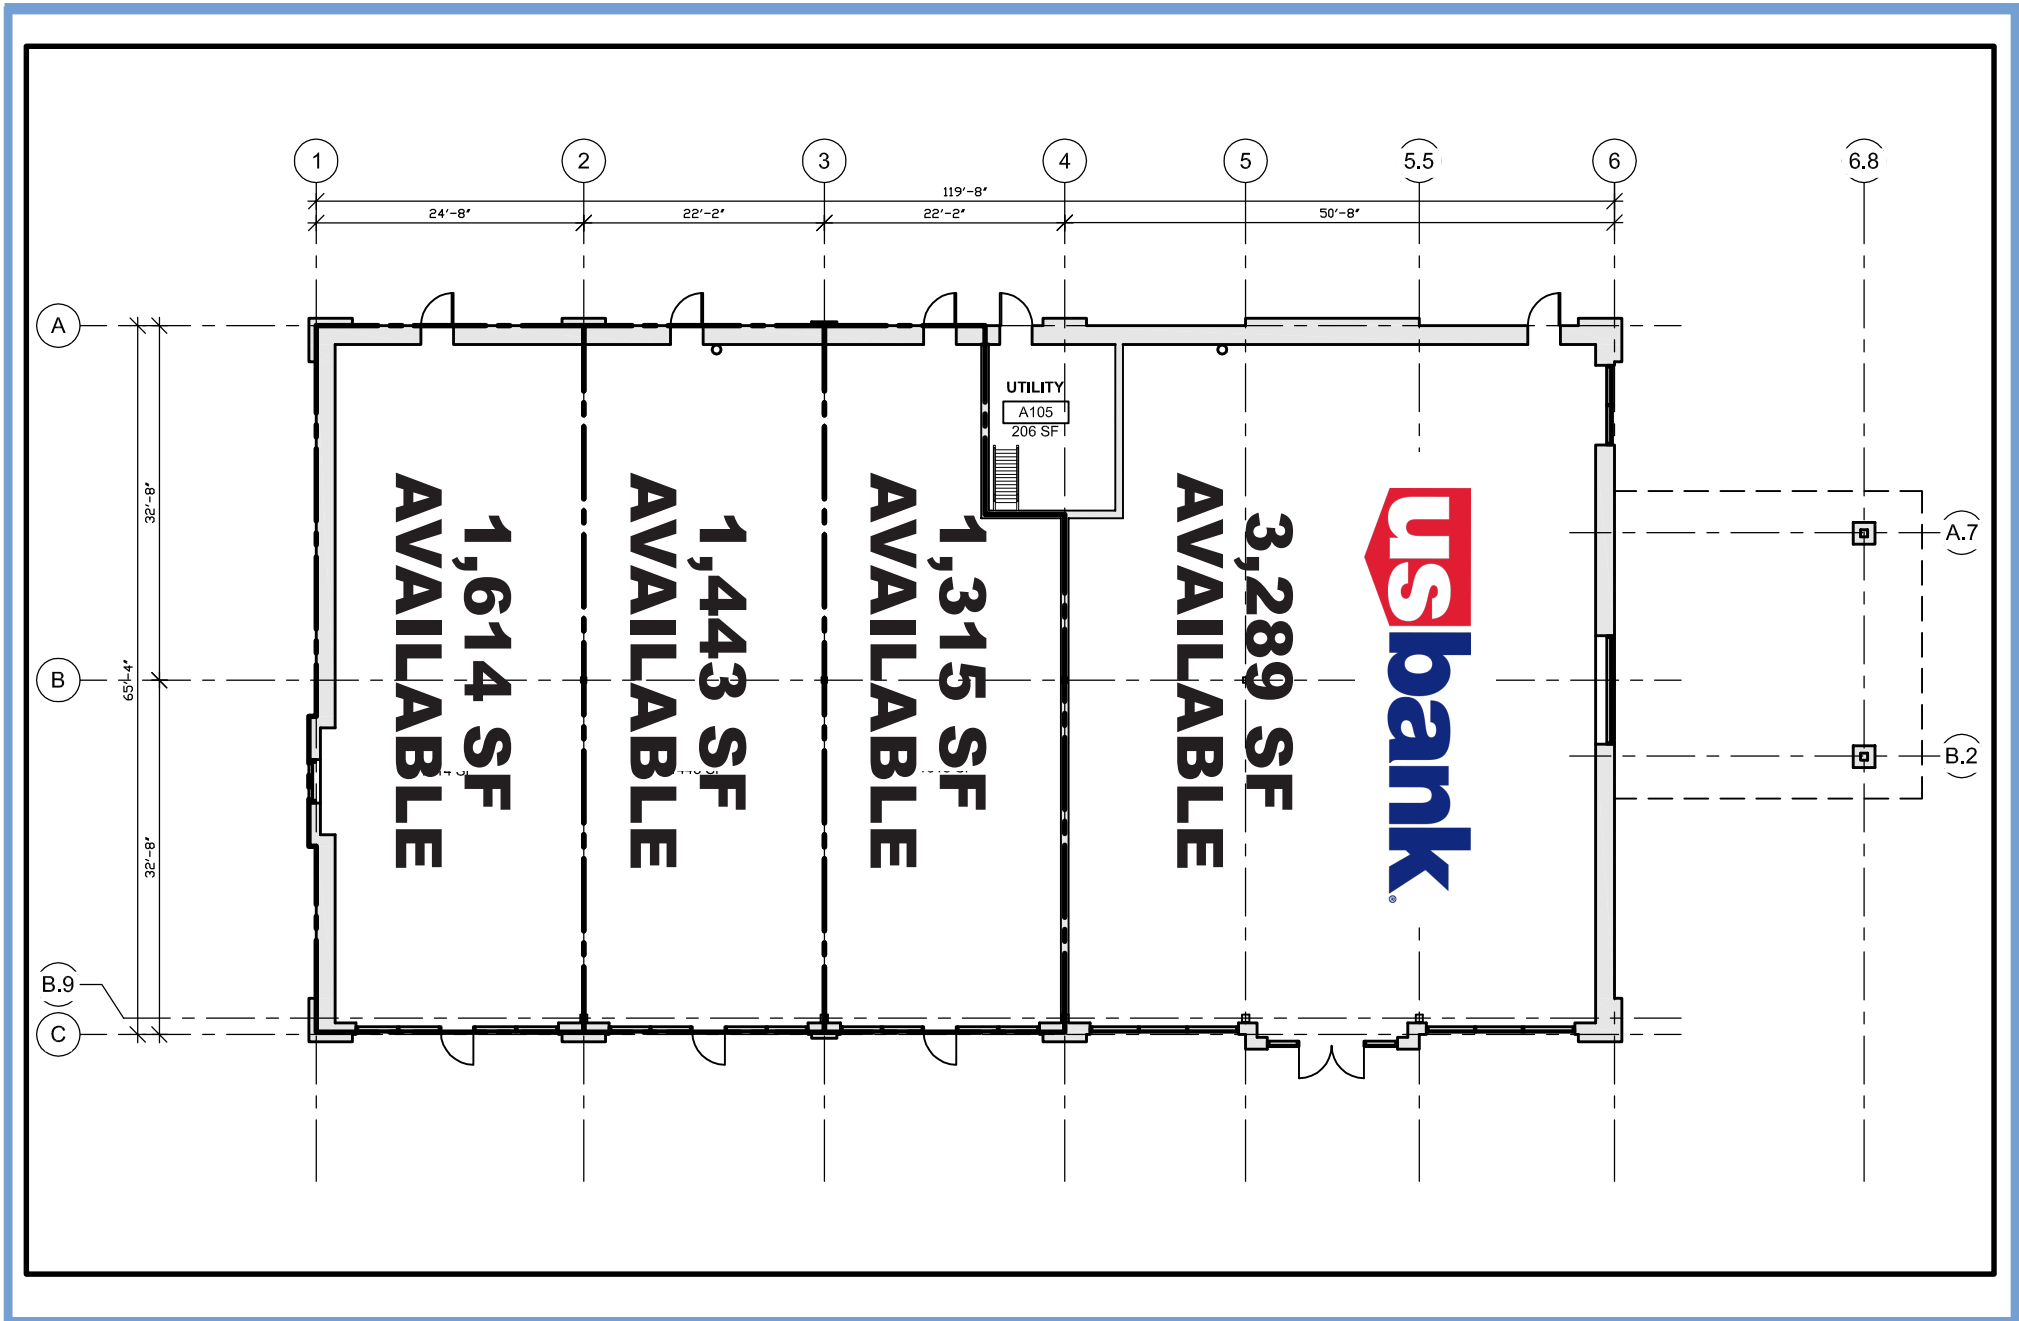 1
2
3
4
5
5.5
6
6.8
119'-8"
24'-8"
22'-2"
22'-2"
50'-8"
A
B
B.9
C
A.7
B.2
32'-8"
65'-4"
32'-8"
UTILITY
A105
206 SF
1,614 SF
AVAILABLE
1,443 SF
AVAILABLE
1,315 SF
AVAILABLE
3,289 SF
AVAILABLE
usbank
®